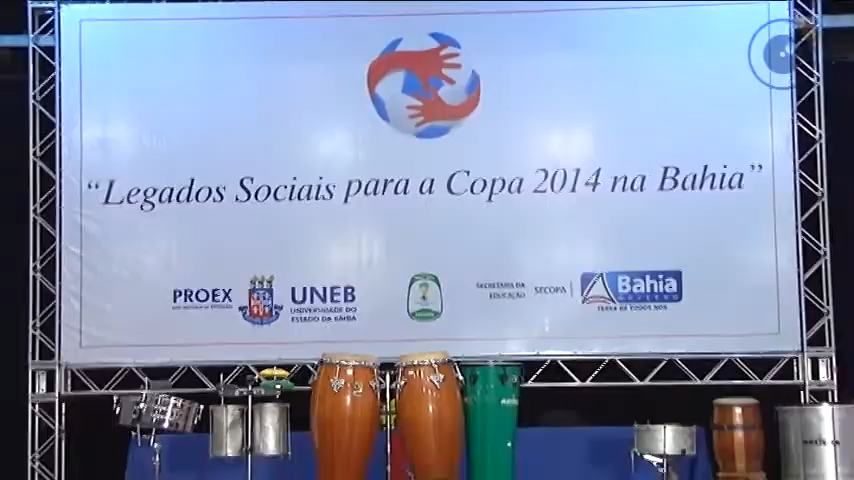 “Legados Sociais para a Copa 2014 na Bahia”
PROEX
UNEB
UNIVERSIDADE DO
ESTADO DA BAHIA
SECRETARIA DA
EDUCAÇÃO
SECOPA
Bahia
GOVERNO
TERRA DE TODOS NÓS